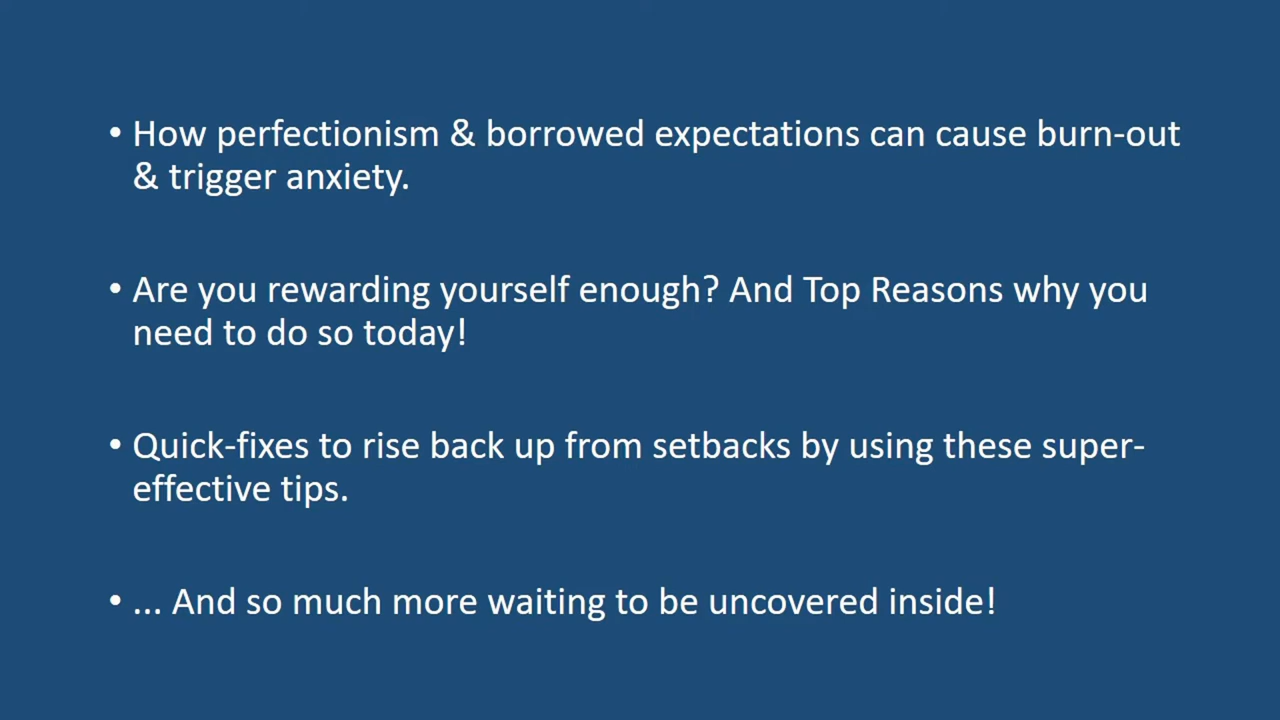 • How perfectionism & borrowed expectations can cause burn-out
& trigger anxiety.
• Are you rewarding yourself enough? And Top Reasons why you
need to do so today!
• Quick-fixes to rise back up from setbacks by using these super-
effective tips.
• ... And so much more waiting to be uncovered inside!